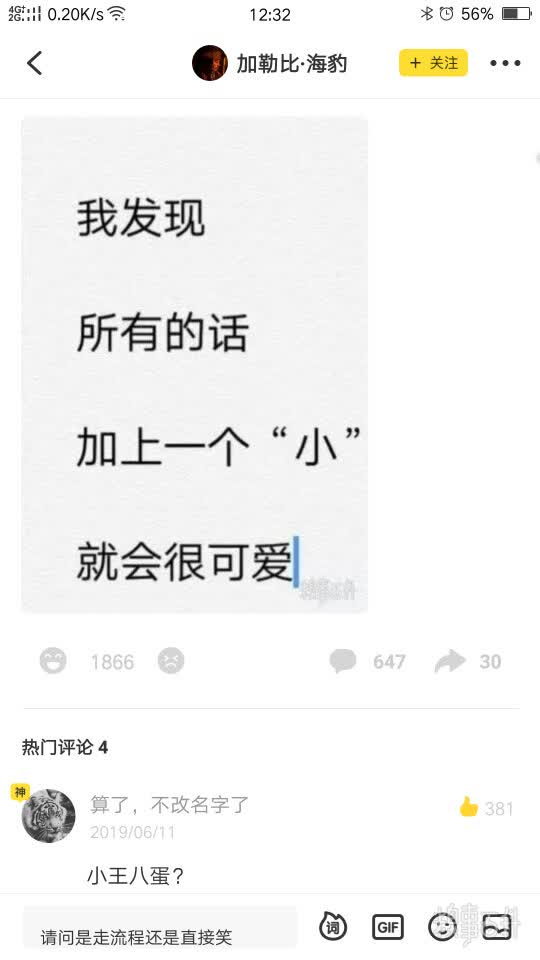 4G+ 2G 0.20K/s 12:32 56%
加勒比·海豹 + 关注
我发现
所有的话
加上一个“小”
就会很可爱
1866 647 30
热门评论 4
神
算了，不改名字了 381
2019/06/11
小王八蛋?
请问是走流程还是直接笑 词 GIF